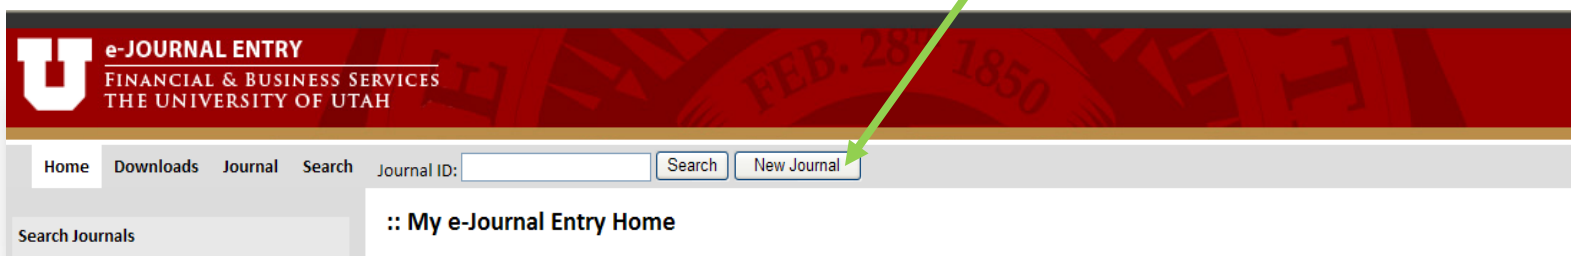 U
e-JOURNAL ENTRY
FINANCIAL & BUSINESS SERVICES
THE UNIVERSITY OF UTAH
FEB. 28TH 1850
Home Downloads Journal Search Journal ID: Search New Journal
:: My e-Journal Entry Home
Search Journals